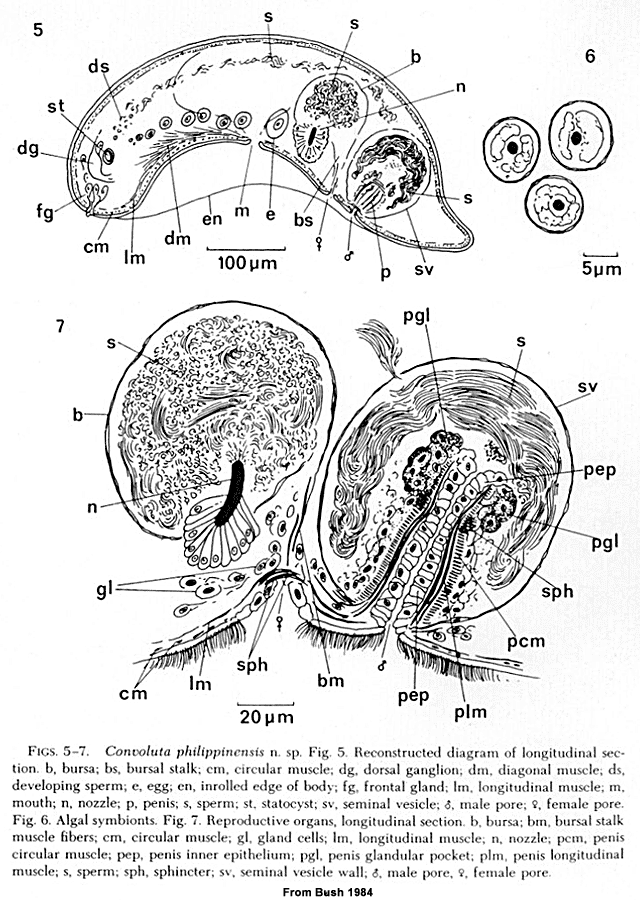 5
s
s
b
n
ds
st
dg
fg
cm
lm
dm
en
m
e
bs
♀
♂
p
sv
s
100 µm
6
5µm
7
s
b
n
gl
cm
lm
sph
♀
bm
20 µm
pgl
s
sv
pep
pgl
sph
pcm
plm
pep
♂
FIGS. 5–7. Convoluta philippinensis n. sp. Fig. 5. Reconstructed diagram of longitudinal sec-
tion. b, bursa; bs, bursal stalk; cm, circular muscle; dg, dorsal ganglion; dm, diagonal muscle; ds,
developing sperm; e, egg; en, inrolled edge of body; fg, frontal gland; lm, longitudinal muscle; m,
mouth; n, nozzle; p, penis; s, sperm; st, statocyst; sv, seminal vesicle; ♂, male pore; ♀, female pore.
Fig. 6. Algal symbionts. Fig. 7. Reproductive organs, longitudinal section. b, bursa; bm, bursal stalk
muscle fibers; cm, circular muscle; gl, gland cells; lm, longitudinal muscle; n, nozzle; pcm, penis
circular muscle; pep, penis inner epithelium; pgl, penis glandular pocket; plm, penis longitudinal
muscle; s, sperm; sph, sphincter; sv, seminal vesicle wall; ♂, male pore, ♀, female pore.
From Bush 1984